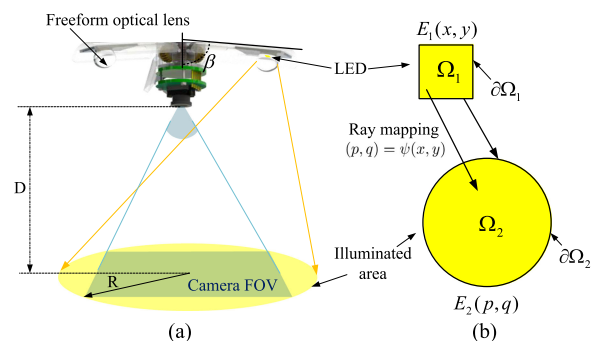 Freeform optical lens
β
LED
D
R
Camera FOV
Illuminated
area
(a)
E₁(x, y)
Ω₁
∂Ω₁
Ray mapping
(p, q) = ψ(x, y)
Ω₂
∂Ω₂
E₂(p, q)
(b)